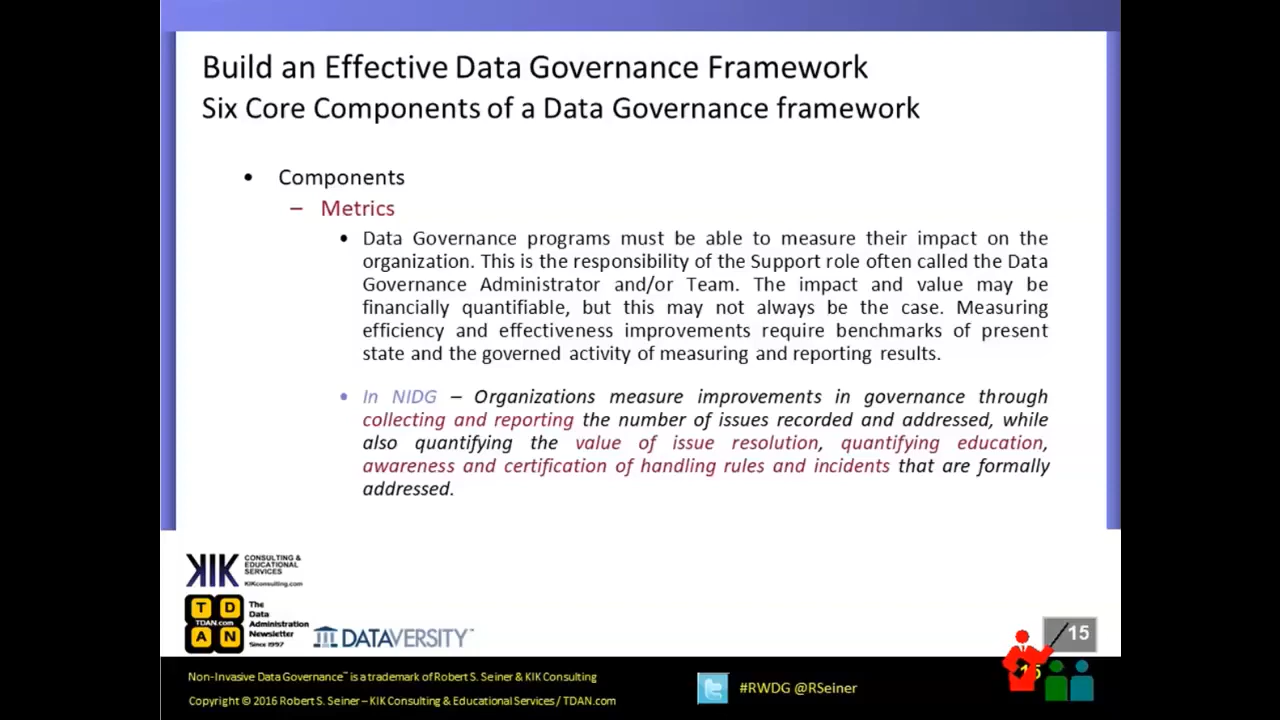 Build an Effective Data Governance Framework
Six Core Components of a Data Governance framework
• Components
– Metrics
• Data Governance programs must be able to measure their impact on the
organization. This is the responsibility of the Support role often called the Data
Governance Administrator and/or Team. The impact and value may be
financially quantifiable, but this may not always be the case. Measuring
efficiency and effectiveness improvements require benchmarks of present
state and the governed activity of measuring and reporting results.
• In NIDG – Organizations measure improvements in governance through
collecting and reporting the number of issues recorded and addressed, while
also quantifying the value of issue resolution, quantifying education,
awareness and certification of handling rules and incidents that are formally
addressed.
KIK
CONSULTING &
EDUCATIONAL
SERVICES
KIKconsulting.com
T D
TDAN.com
A N
The
Data
Administration
Newsletter
Since 1997
DATAVERSITY™
15
15
Non-Invasive Data Governance™ is a trademark of Robert S. Seiner & KIK Consulting
Copyright © 2016 Robert S. Seiner – KIK Consulting & Educational Services / TDAN.com
#RWDG @RSeiner